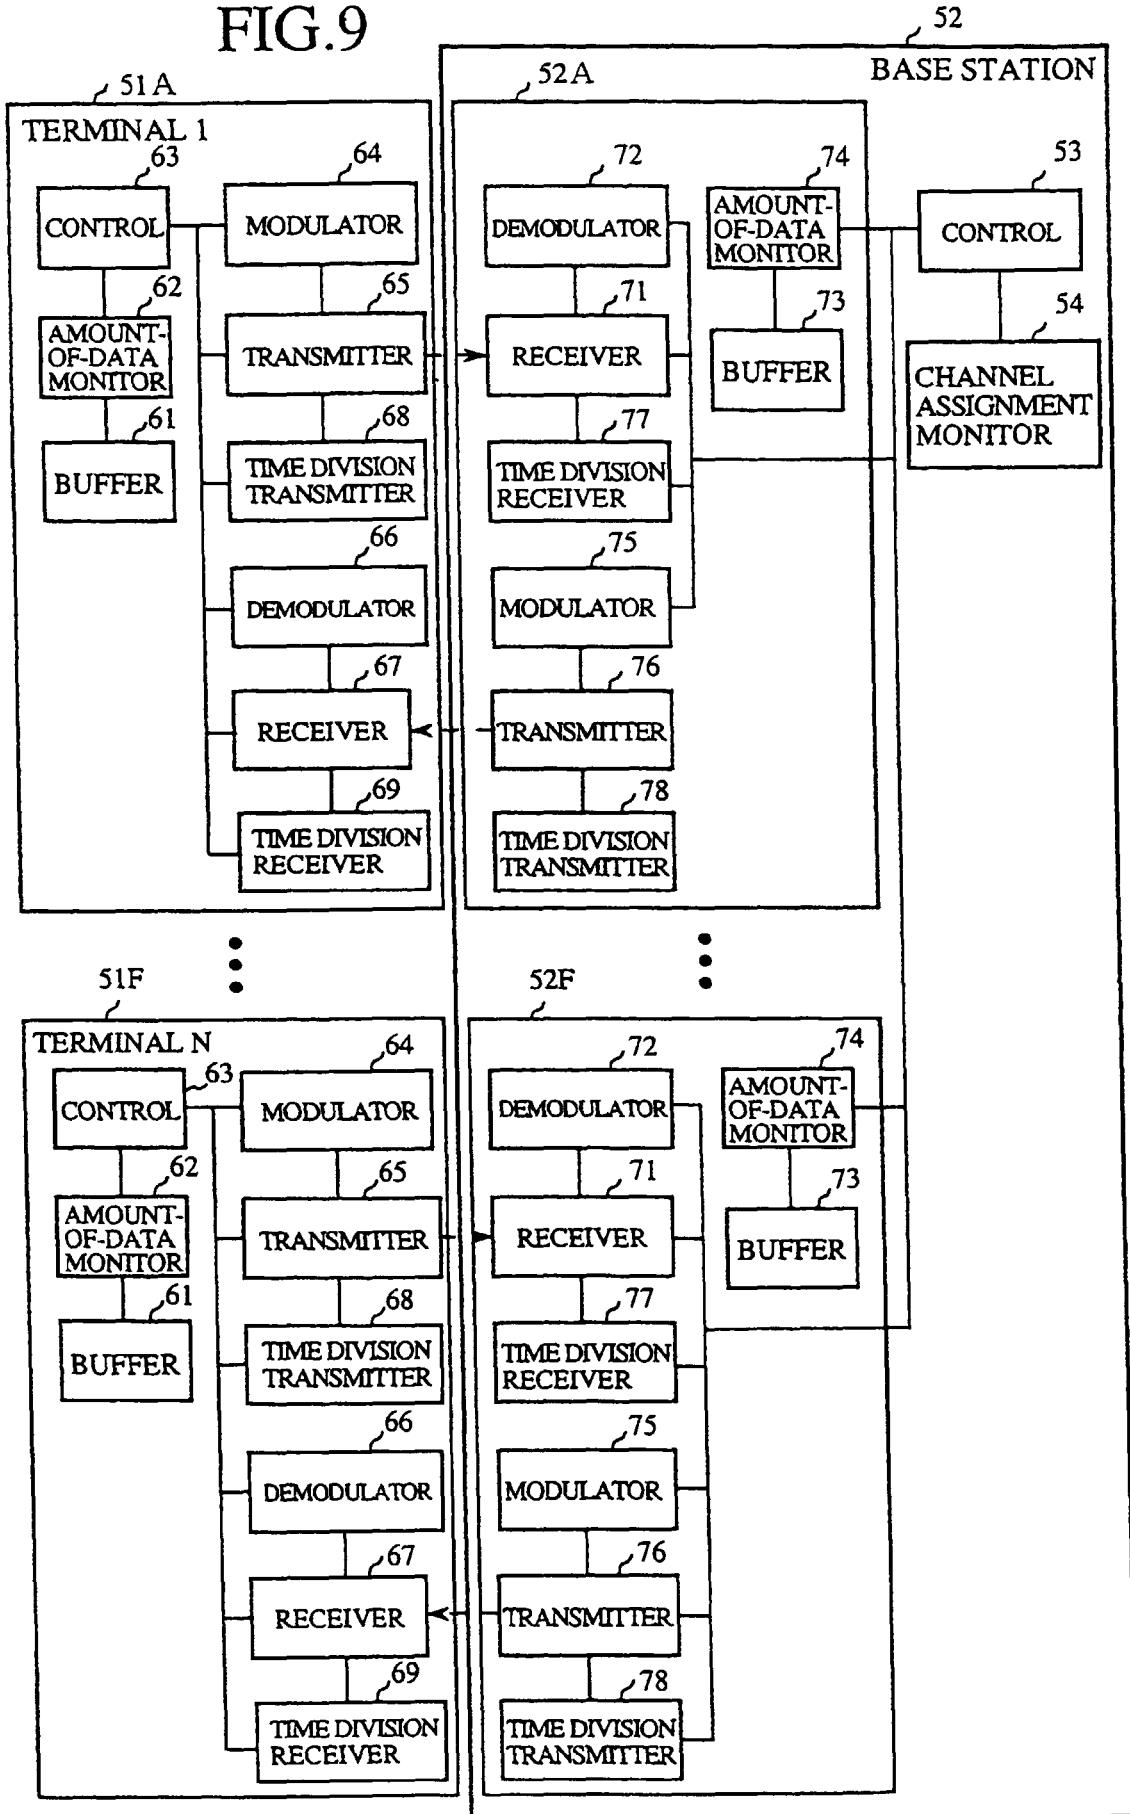 FIG.9
52
BASE STATION
51A
TERMINAL 1
52A
63
CONTROL
64
MODULATOR
62
AMOUNT-
OF-DATA
MONITOR
65
TRANSMITTER
61
BUFFER
68
TIME DIVISION
TRANSMITTER
66
DEMODULATOR
67
RECEIVER
69
TIME DIVISION
RECEIVER
72
DEMODULATOR
74
AMOUNT-
OF-DATA
MONITOR
53
CONTROL
71
RECEIVER
73
BUFFER
54
CHANNEL
ASSIGNMENT
MONITOR
77
TIME DIVISION
RECEIVER
75
MODULATOR
76
TRANSMITTER
78
TIME DIVISION
TRANSMITTER
51F
TERMINAL N
52F
63
CONTROL
64
MODULATOR
62
AMOUNT-
OF-DATA
MONITOR
65
TRANSMITTER
61
BUFFER
68
TIME DIVISION
TRANSMITTER
66
DEMODULATOR
67
RECEIVER
69
TIME DIVISION
RECEIVER
72
DEMODULATOR
74
AMOUNT-
OF-DATA
MONITOR
71
RECEIVER
73
BUFFER
77
TIME DIVISION
RECEIVER
75
MODULATOR
76
TRANSMITTER
78
TIME DIVISION
TRANSMITTER